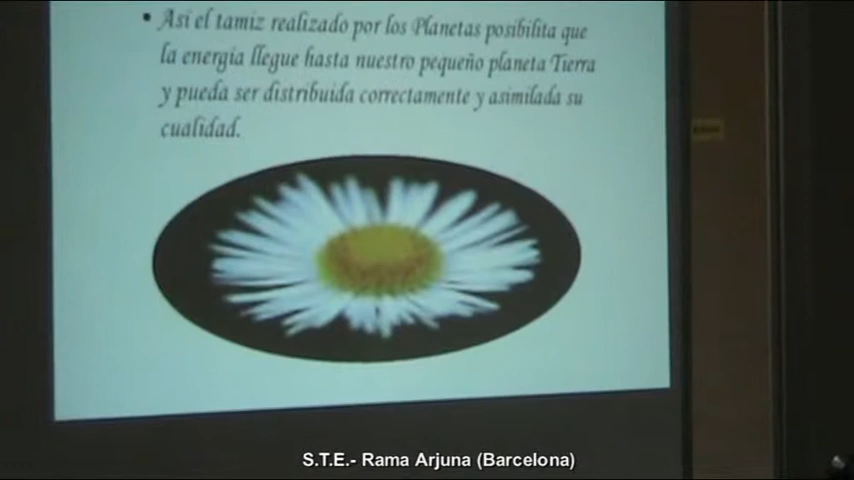 • Así el tamiz realizado por los Planetas posibilita que
la energía llegue hasta nuestro pequeño planeta Tierra
y pueda ser distribuida correctamente y asimilada su
cualidad.
S.T.E.- Rama Arjuna (Barcelona)